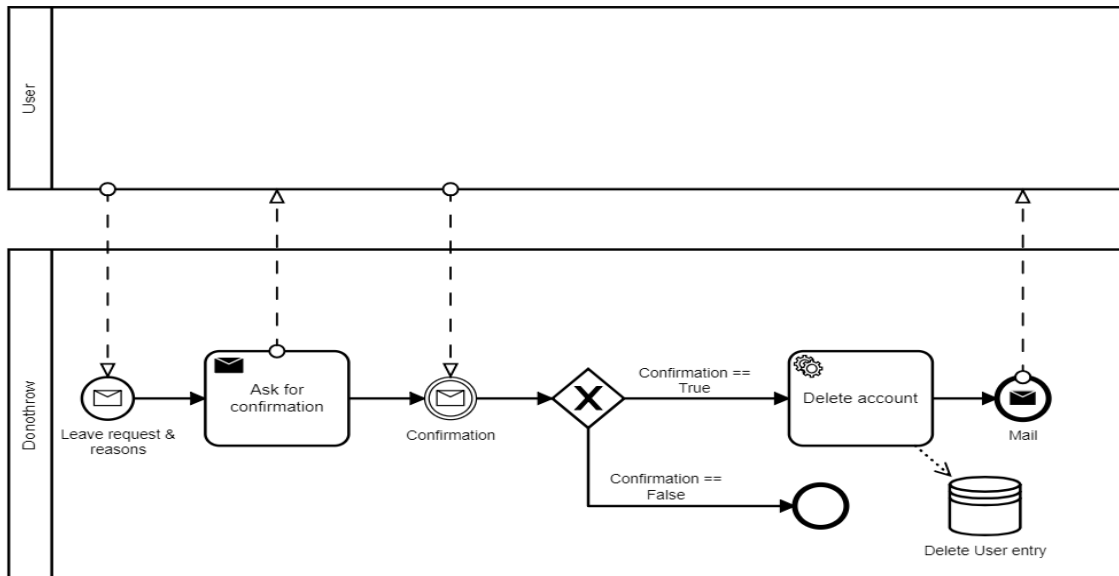 User
Donothrow
Leave request &
reasons
Ask for
confirmation
Confirmation
Confirmation ==
True
Delete account
Mail
Confirmation ==
False
Delete User entry